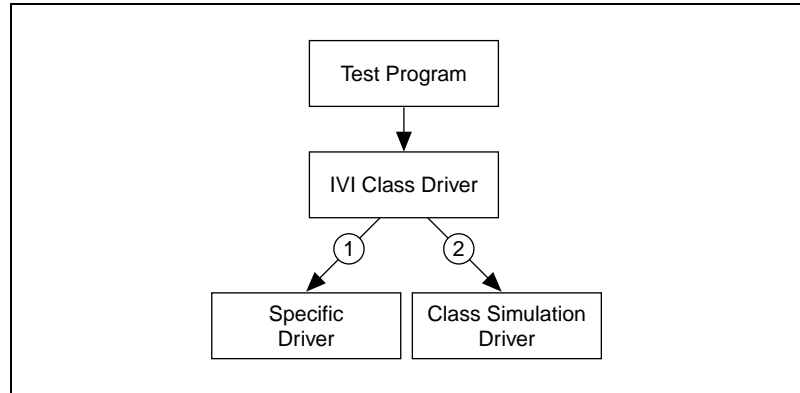 Test Program
IVI Class Driver
1
2
Specific
Driver
Class Simulation
Driver